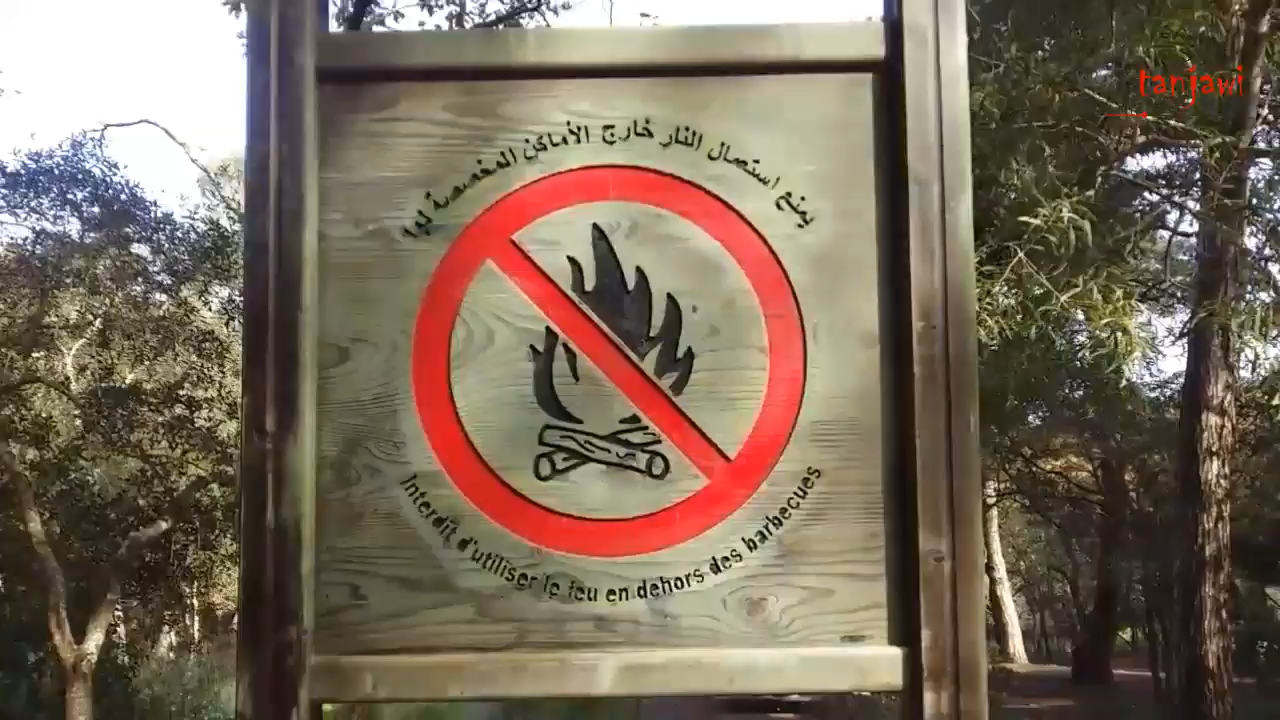 يمنع استعمال النار خارج الأماكن المخصصة لها
Interdit d'utiliser le feu en dehors des barbecues
tanjawi